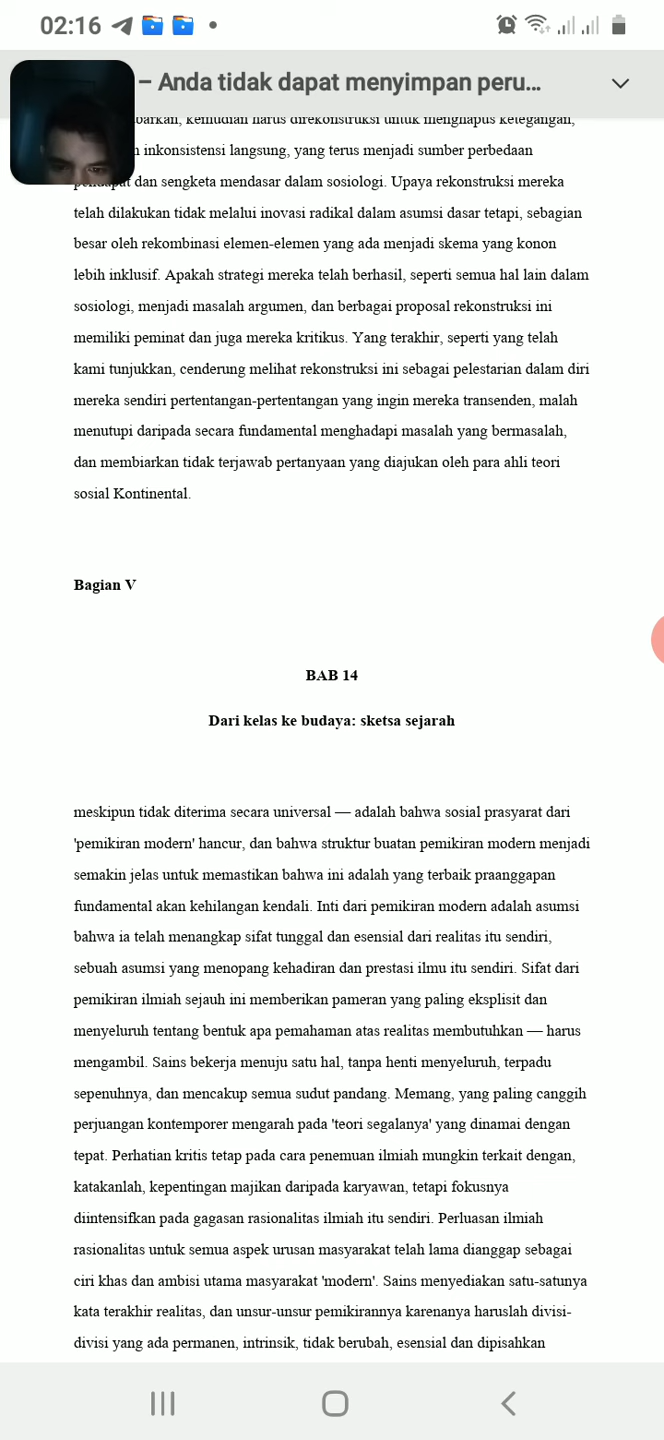 02:16
– Anda tidak dapat menyimpan peru...
kemudian harus direkonstruksi untuk menghapus ketegangan,
inkonsistensi langsung, yang terus menjadi sumber perbedaan
pendapat dan sengketa mendasar dalam sosiologi. Upaya rekonstruksi mereka
telah dilakukan tidak melalui inovasi radikal dalam asumsi dasar tetapi, sebagian
besar oleh rekombinasi elemen-elemen yang ada menjadi skema yang konon
lebih inklusif. Apakah strategi mereka telah berhasil, seperti semua hal lain dalam
sosiologi, menjadi masalah argumen, dan berbagai proposal rekonstruksi ini
memiliki peminat dan juga mereka kritikus. Yang terakhir, seperti yang telah
kami tunjukkan, cenderung melihat rekonstruksi ini sebagai pelestarian dalam diri
mereka sendiri pertentangan-pertentangan yang ingin mereka transenden, malah
menutupi daripada secara fundamental menghadapi masalah yang bermasalah,
dan membiarkan tidak terjawab pertanyaan yang diajukan oleh para ahli teori
sosial Kontinental.
Bagian V
BAB 14
Dari kelas ke budaya: sketsa sejarah
meskipun tidak diterima secara universal — adalah bahwa sosial prasyarat dari
'pemikiran modern' hancur, dan bahwa struktur buatan pemikiran modern menjadi
semakin jelas untuk memastikan bahwa ini adalah yang terbaik praanggapan
fundamental akan kehilangan kendali. Inti dari pemikiran modern adalah asumsi
bahwa ia telah menangkap sifat tunggal dan esensial dari realitas itu sendiri,
sebuah asumsi yang menopang kehadiran dan prestasi ilmu itu sendiri. Sifat dari
pemikiran ilmiah sejauh ini memberikan pameran yang paling eksplisit dan
menyeluruh tentang bentuk apa pemahaman atas realitas membutuhkan — harus
mengambil. Sains bekerja menuju satu hal, tanpa henti menyeluruh, terpadu
sepenuhnya, dan mencakup semua sudut pandang. Memang, yang paling canggih
perjuangan kontemporer mengarah pada 'teori segalanya' yang dinamai dengan
tepat. Perhatian kritis tetap pada cara penemuan ilmiah mungkin terkait dengan,
katakanlah, kepentingan majikan daripada karyawan, tetapi fokusnya
diintensifkan pada gagasan rasionalitas ilmiah itu sendiri. Perluasan ilmiah
rasionalitas untuk semua aspek urusan masyarakat telah lama dianggap sebagai
ciri khas dan ambisi utama masyarakat 'modern'. Sains menyediakan satu-satunya
kata terakhir realitas, dan unsur-unsur pemikirannya karenanya haruslah divisi-
divisi yang ada permanen, intrinsik, tidak berubah, esensial dan dipisahkan